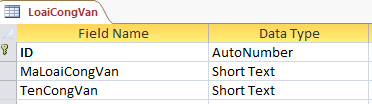 LoaiCongVan
Field Name Data Type
ID AutoNumber
MaLoaiCongVan Short Text
TenCongVan Short Text